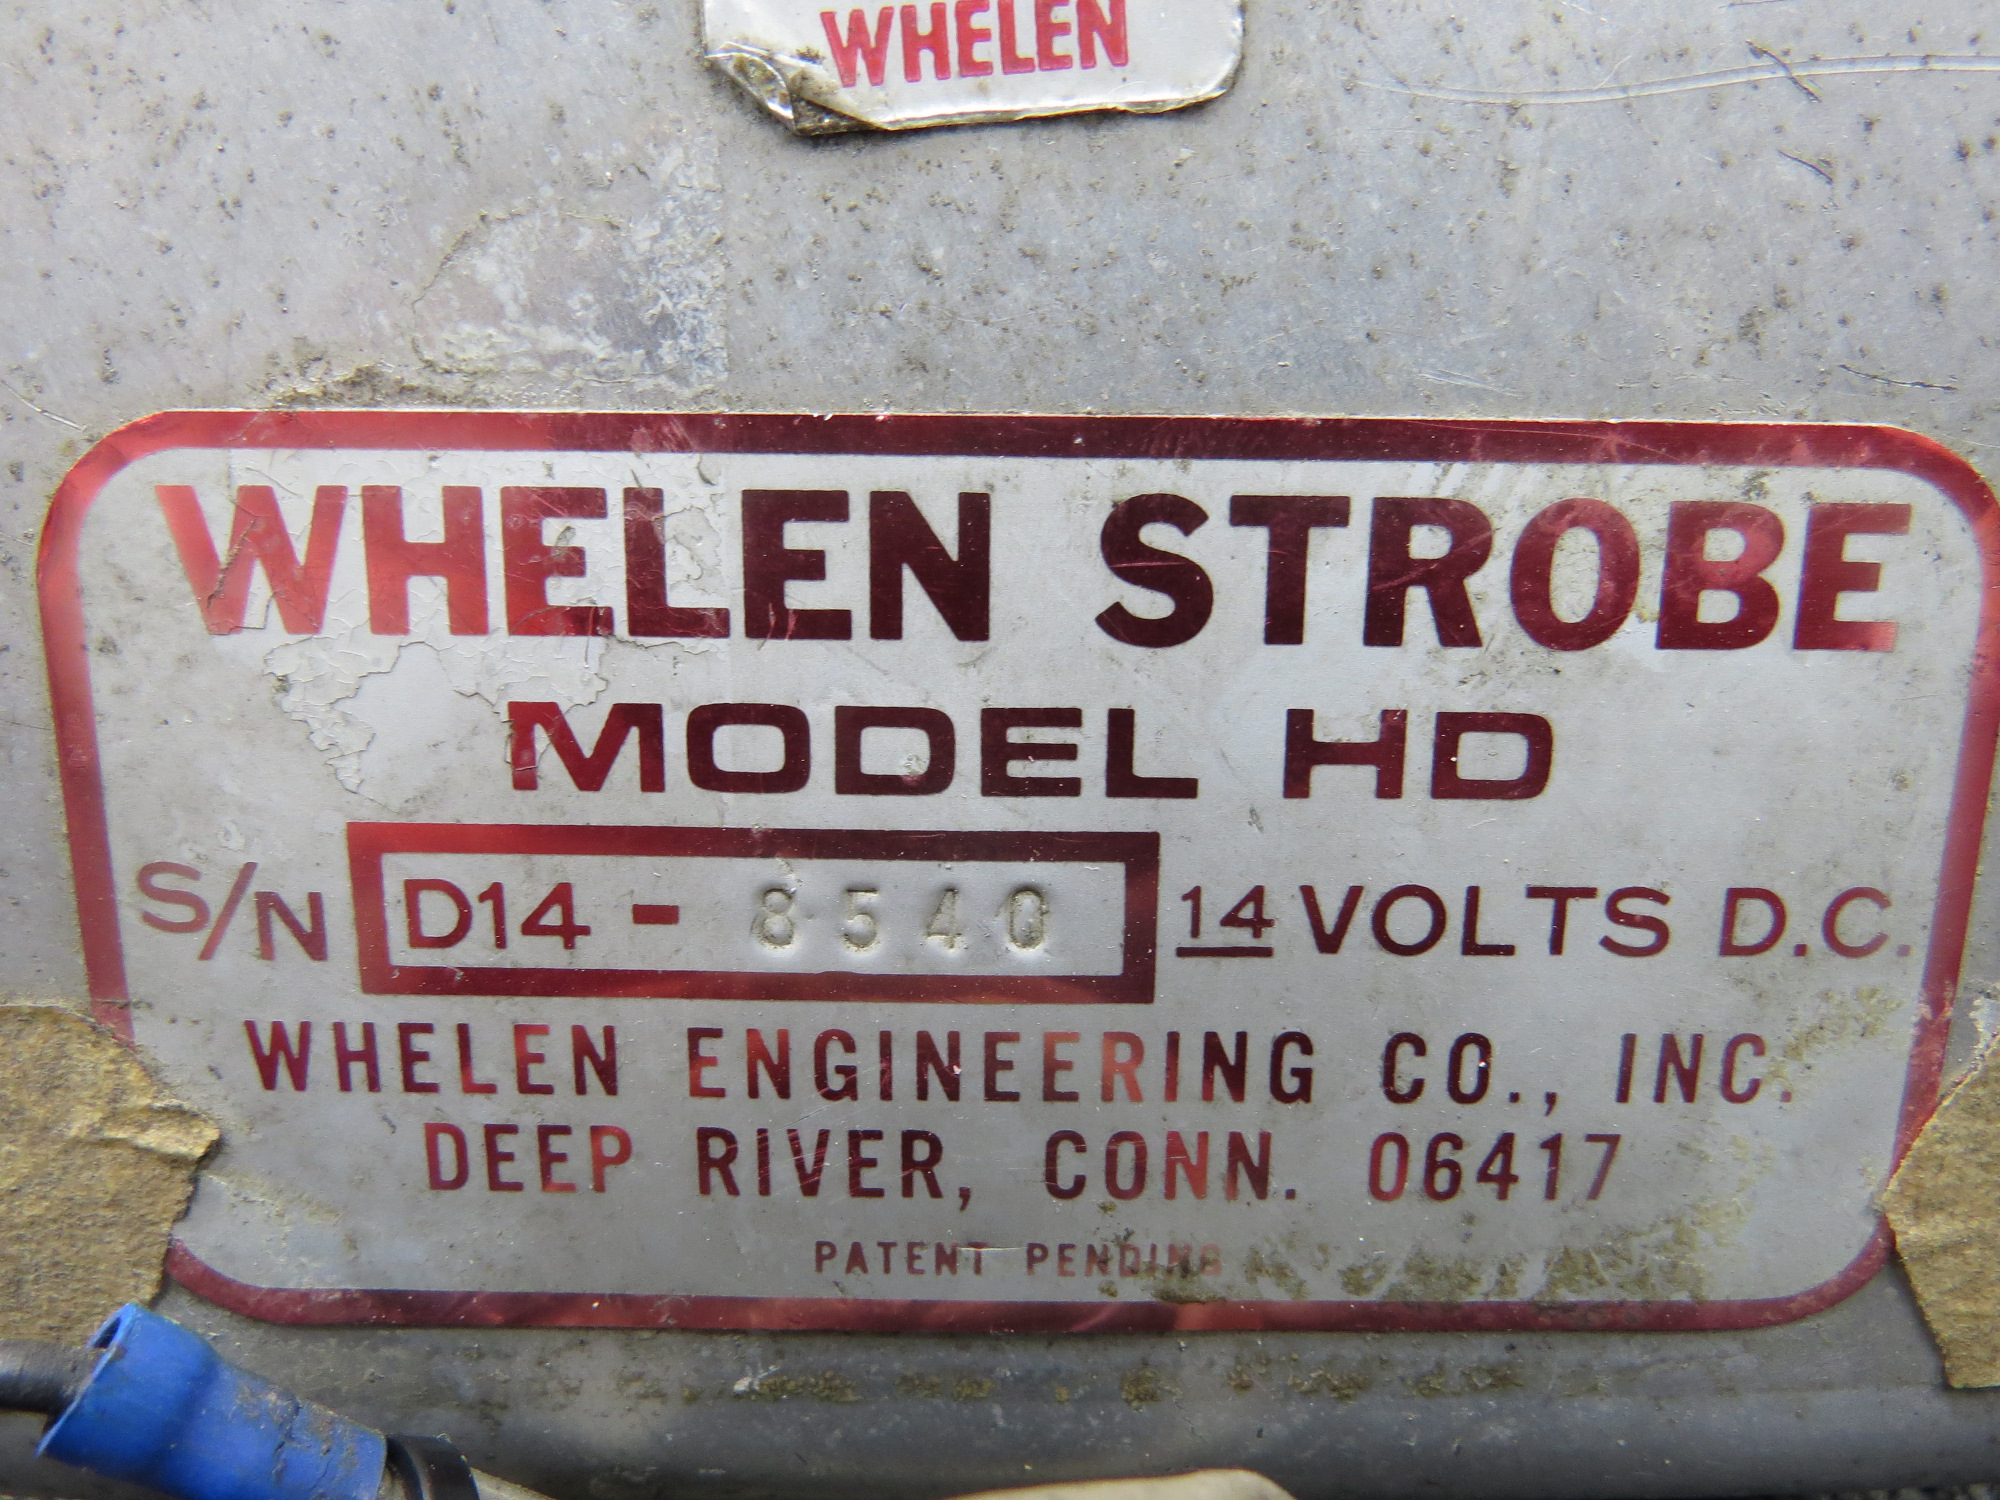 WHELEN
WHELEN STROBE
MODEL HD
S/N D14 - 8540 14 VOLTS D.C.
WHELEN ENGINEERING CO., INC.
DEEP RIVER, CONN. 06417
PATENT PENDING